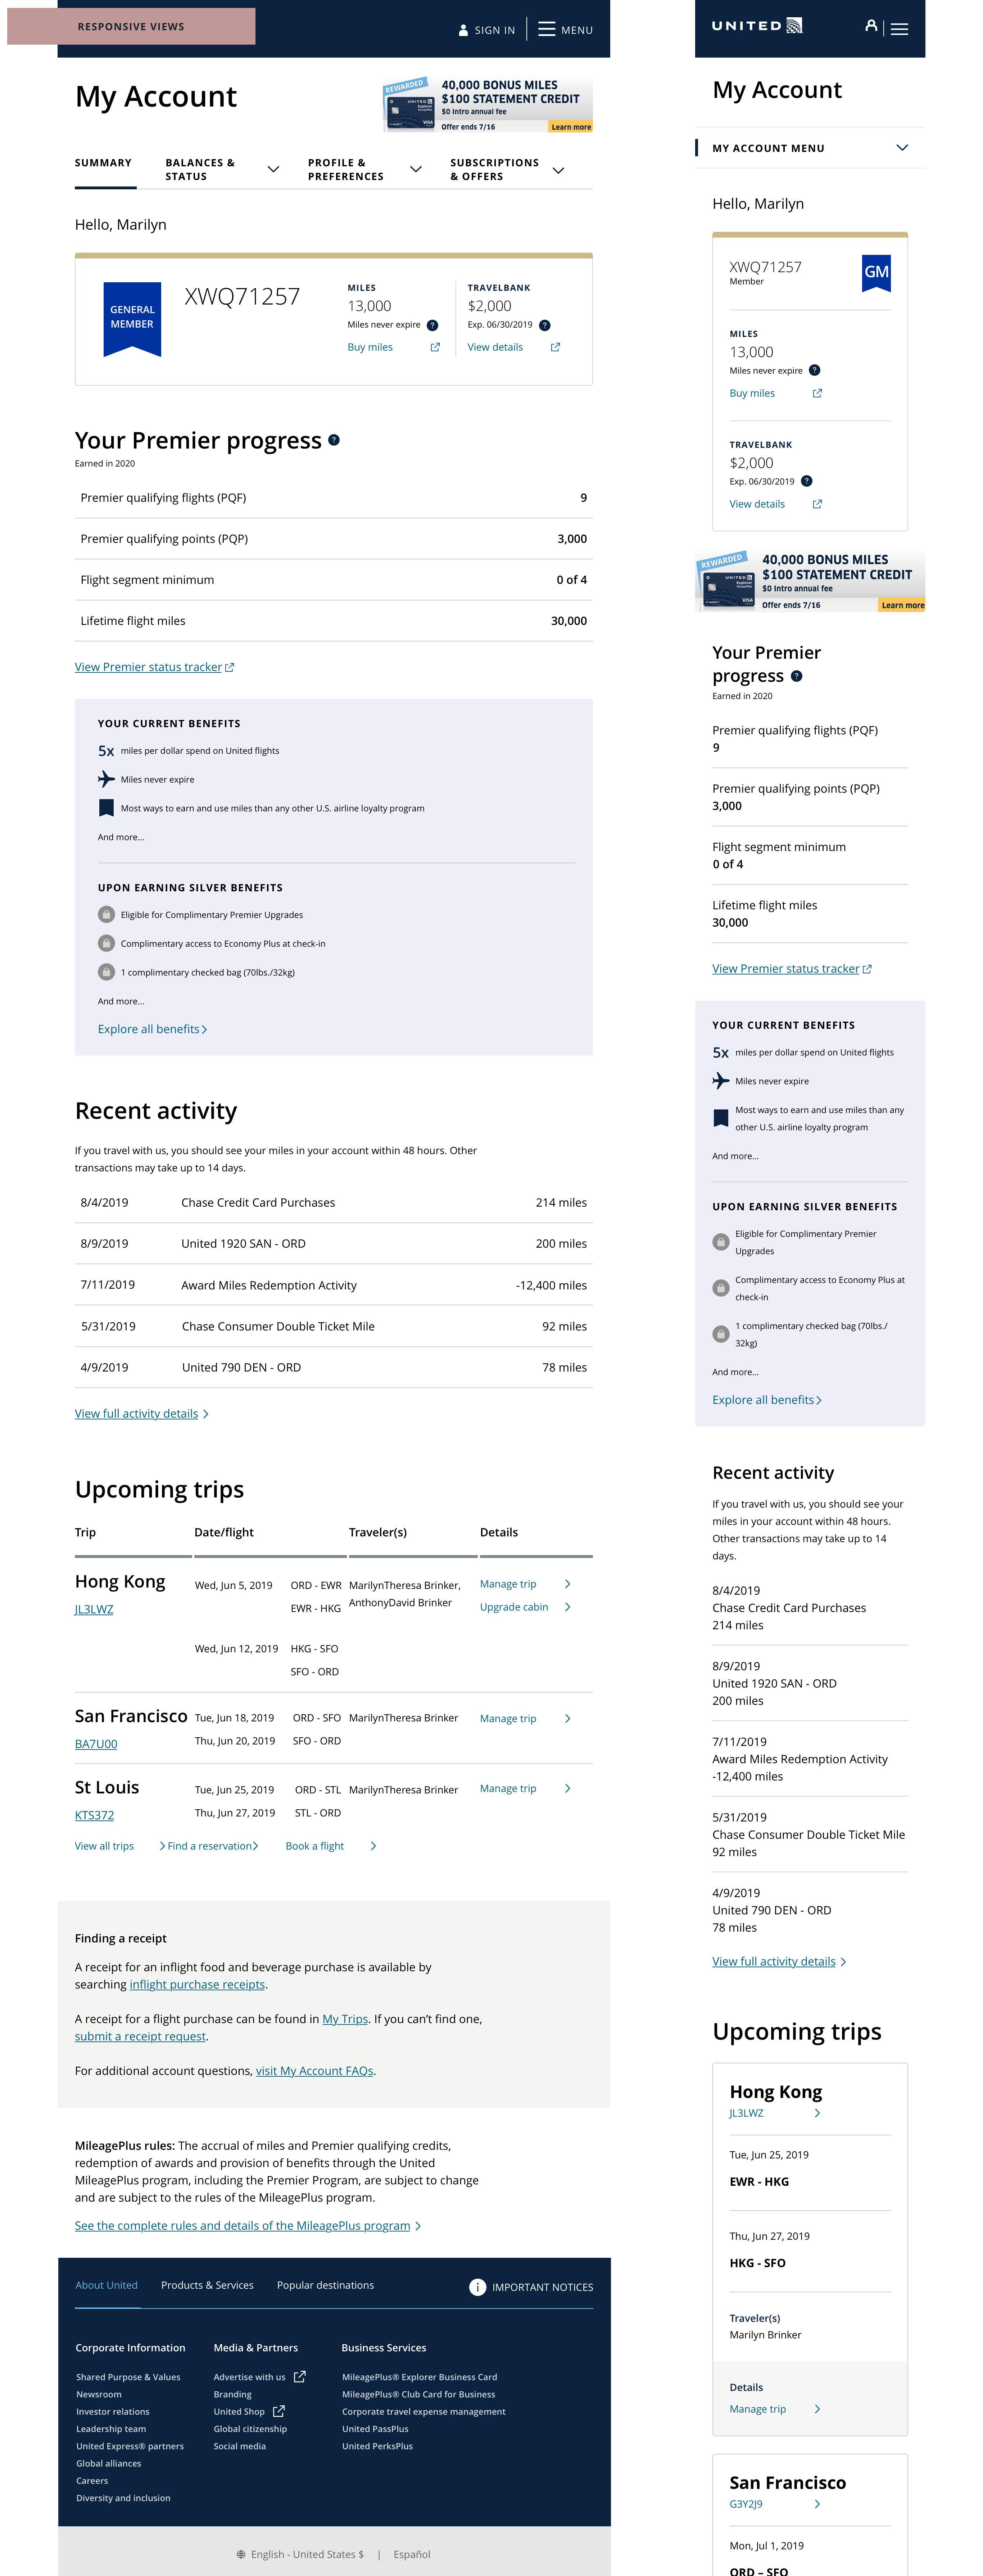 RESPONSIVE VIEWS
SIGN IN
MENU
My Account
REWARDED
40,000 BONUS MILES
$100 STATEMENT CREDIT
$0 Intro annual fee
Offer ends 7/16
Learn more
SUMMARY
BALANCES &
STATUS
PROFILE &
PREFERENCES
SUBSCRIPTIONS
& OFFERS
Hello, Marilyn
GENERAL
MEMBER
XWQ71257
MILES
13,000
Miles never expire ?
Buy miles
TRAVELBANK
$2,000
Exp. 06/30/2019 ?
View details
Your Premier progress ?
Earned in 2020
Premier qualifying flights (PQF) 9
Premier qualifying points (PQP) 3,000
Flight segment minimum 0 of 4
Lifetime flight miles 30,000
View Premier status tracker
YOUR CURRENT BENEFITS
5x miles per dollar spend on United flights
Miles never expire
Most ways to earn and use miles than any other U.S. airline loyalty program
And more...
UPON EARNING SILVER BENEFITS
Eligible for Complimentary Premier Upgrades
Complimentary access to Economy Plus at check-in
1 complimentary checked bag (70lbs./32kg)
And more...
Explore all benefits
Recent activity
If you travel with us, you should see your miles in your account within 48 hours. Other
transactions may take up to 14 days.
8/4/2019 Chase Credit Card Purchases 214 miles
8/9/2019 United 1920 SAN - ORD 200 miles
7/11/2019 Award Miles Redemption Activity -12,400 miles
5/31/2019 Chase Consumer Double Ticket Mile 92 miles
4/9/2019 United 790 DEN - ORD 78 miles
View full activity details
Upcoming trips
Trip Date/flight Traveler(s) Details
Hong Kong
JL3LWZ
Wed, Jun 5, 2019 ORD - EWR
EWR - HKG
MarilynTheresa Brinker,
AnthonyDavid Brinker
Manage trip
Upgrade cabin
Wed, Jun 12, 2019 HKG - SFO
SFO - ORD
San Francisco
BA7U00
Tue, Jun 18, 2019 ORD - SFO
Thu, Jun 20, 2019 SFO - ORD
MarilynTheresa Brinker
Manage trip
St Louis
KTS372
Tue, Jun 25, 2019 ORD - STL
Thu, Jun 27, 2019 STL - ORD
MarilynTheresa Brinker
Manage trip
View all trips
Find a reservation
Book a flight
Finding a receipt
A receipt for an inflight food and beverage purchase is available by
searching inflight purchase receipts.
A receipt for a flight purchase can be found in My Trips. If you can't find one,
submit a receipt request.
For additional account questions, visit My Account FAQs.
MileagePlus rules: The accrual of miles and Premier qualifying credits,
redemption of awards and provision of benefits through the United
MileagePlus program, including the Premier Program, are subject to change
and are subject to the rules of the MileagePlus program.
See the complete rules and details of the MileagePlus program
About United
Products & Services
Popular destinations
IMPORTANT NOTICES
Corporate Information
Shared Purpose & Values
Newsroom
Investor relations
Leadership team
United Express® partners
Global alliances
Careers
Diversity and inclusion
Media & Partners
Advertise with us
Branding
United Shop
Global citizenship
Social media
Business Services
MileagePlus® Explorer Business Card
MileagePlus® Club Card for Business
Corporate travel expense management
United PassPlus
United PerksPlus
English - United States $ | Español
UNITED
My Account
MY ACCOUNT MENU
Hello, Marilyn
XWQ71257
Member
GM
MILES
13,000
Miles never expire ?
Buy miles
TRAVELBANK
$2,000
Exp. 06/30/2019 ?
View details
REWARDED
40,000 BONUS MILES
$100 STATEMENT CREDIT
$0 Intro annual fee
Offer ends 7/16
Learn more
Your Premier
progress ?
Earned in 2020
Premier qualifying flights (PQF)
9
Premier qualifying points (PQP)
3,000
Flight segment minimum
0 of 4
Lifetime flight miles
30,000
View Premier status tracker
YOUR CURRENT BENEFITS
5x miles per dollar spend on United flights
Miles never expire
Most ways to earn and use miles than any
other U.S. airline loyalty program
And more...
UPON EARNING SILVER BENEFITS
Eligible for Complimentary Premier
Upgrades
Complimentary access to Economy Plus at
check-in
1 complimentary checked bag (70lbs./
32kg)
And more...
Explore all benefits
Recent activity
If you travel with us, you should see your
miles in your account within 48 hours.
Other transactions may take up to 14
days.
8/4/2019
Chase Credit Card Purchases
214 miles
8/9/2019
United 1920 SAN - ORD
200 miles
7/11/2019
Award Miles Redemption Activity
-12,400 miles
5/31/2019
Chase Consumer Double Ticket Mile
92 miles
4/9/2019
United 790 DEN - ORD
78 miles
View full activity details
Upcoming trips
Hong Kong
JL3LWZ
Tue, Jun 25, 2019
EWR - HKG
Thu, Jun 27, 2019
HKG - SFO
Traveler(s)
Marilyn Brinker
Details
Manage trip
San Francisco
G3Y2J9
Mon, Jul 1, 2019
ORD – SFO